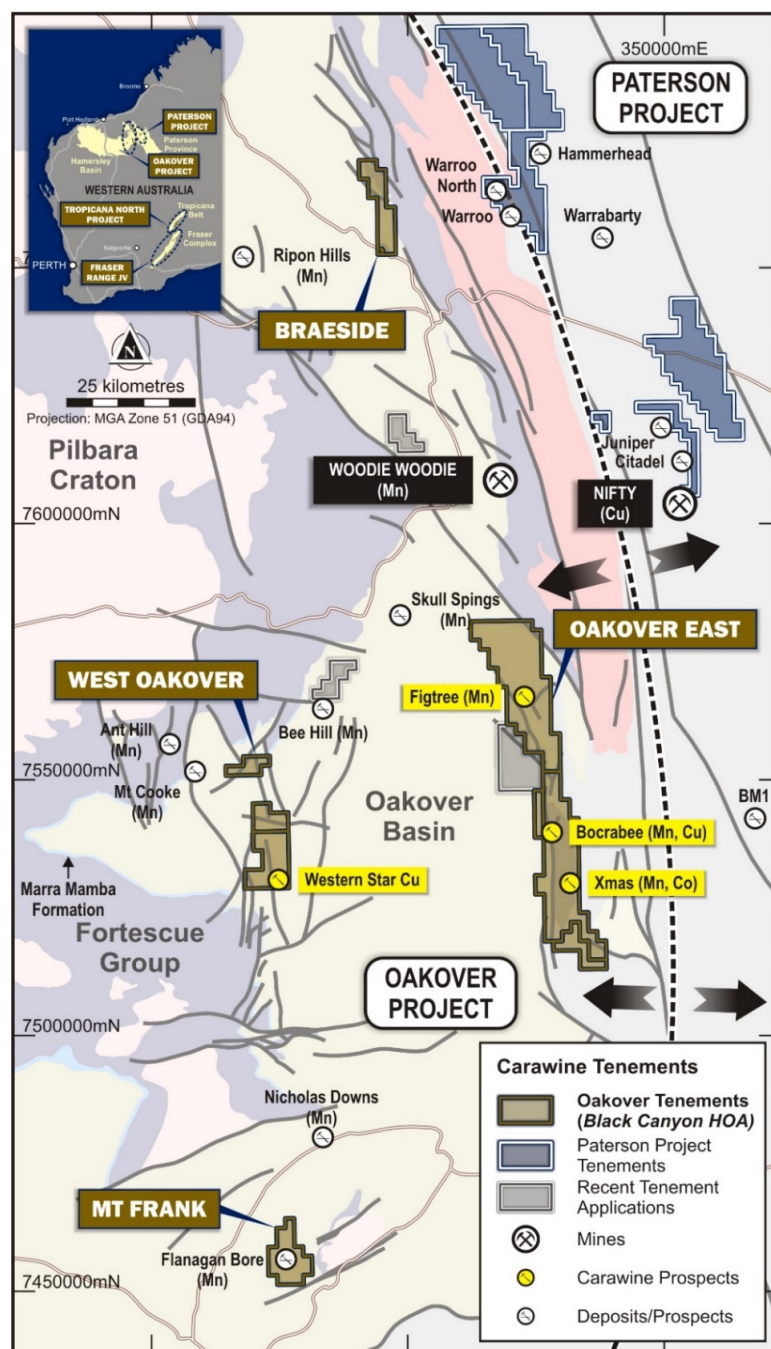 350000mE
PATERSON
PROJECT
Broome
Port Hedland
PATERSON
PROJECT
Paterson
Province
Hamersley
Basin
OAKOVER
PROJECT
WESTERN AUSTRALIA
TROPICANA NORTH
PROJECT
Tropicana
Belt
Fraser
Complex
Kalgoorlie
PERTH
FRASER
RANGE JV
Hammerhead
Warroo
North
Warroo
Warrabarty
Ripon Hills
(Mn)
BRAESIDE
N
25 kilometres
Projection: MGA Zone 51 (GDA94)
Pilbara
Craton
Juniper
Citadel
WOODIE WOODIE
(Mn)
NIFTY
(Cu)
7600000mN
Skull Spings
(Mn)
OAKOVER EAST
WEST OAKOVER
Figtree (Mn)
Ant Hill
(Mn)
Bee Hill (Mn)
Mt Cooke
(Mn)
7550000mN
Oakover
Basin
BM1
Bocrabee (Mn, Cu)
Western Star Cu
Xmas (Mn, Co)
Marra Mamba
Formation
Fortescue
Group
OAKOVER
PROJECT
7500000mN
Carawine Tenements
Oakover Tenements
(Black Canyon HOA)
Paterson Project
Tenements
Recent Tenement
Applications
Mines
Carawine Prospects
Deposits/Prospects
Nicholas Downs
(Mn)
MT FRANK
Flanagan Bore
(Mn)
7450000mN